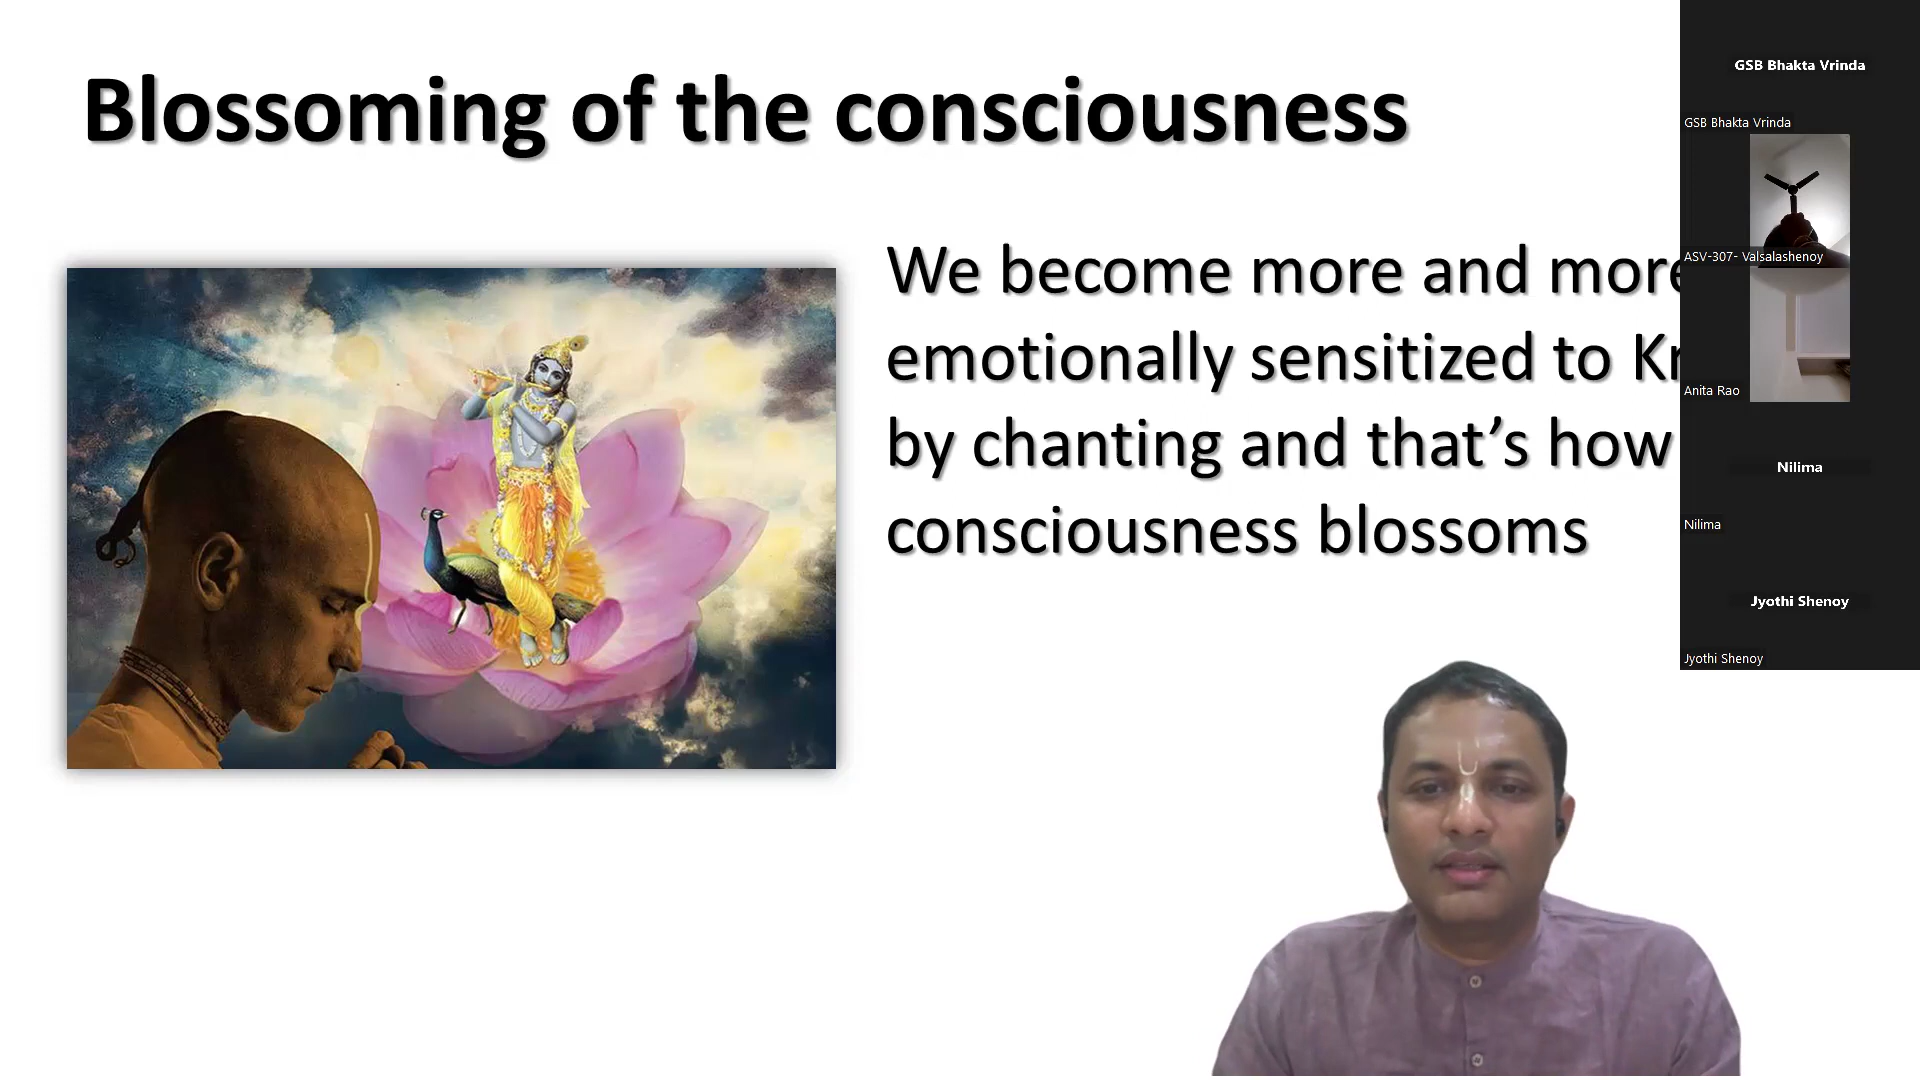 Blossoming of the consciousness
We become more and more
emotionally sensitized to
by chanting and that’s how
consciousness blossoms
GSB Bhakta Vrinda
GSB Bhakta Vrinda
ASV-307- Valsalashenoy
Anita Rao
Nilima
Nilima
Jyothi Shenoy
Jyothi Shenoy